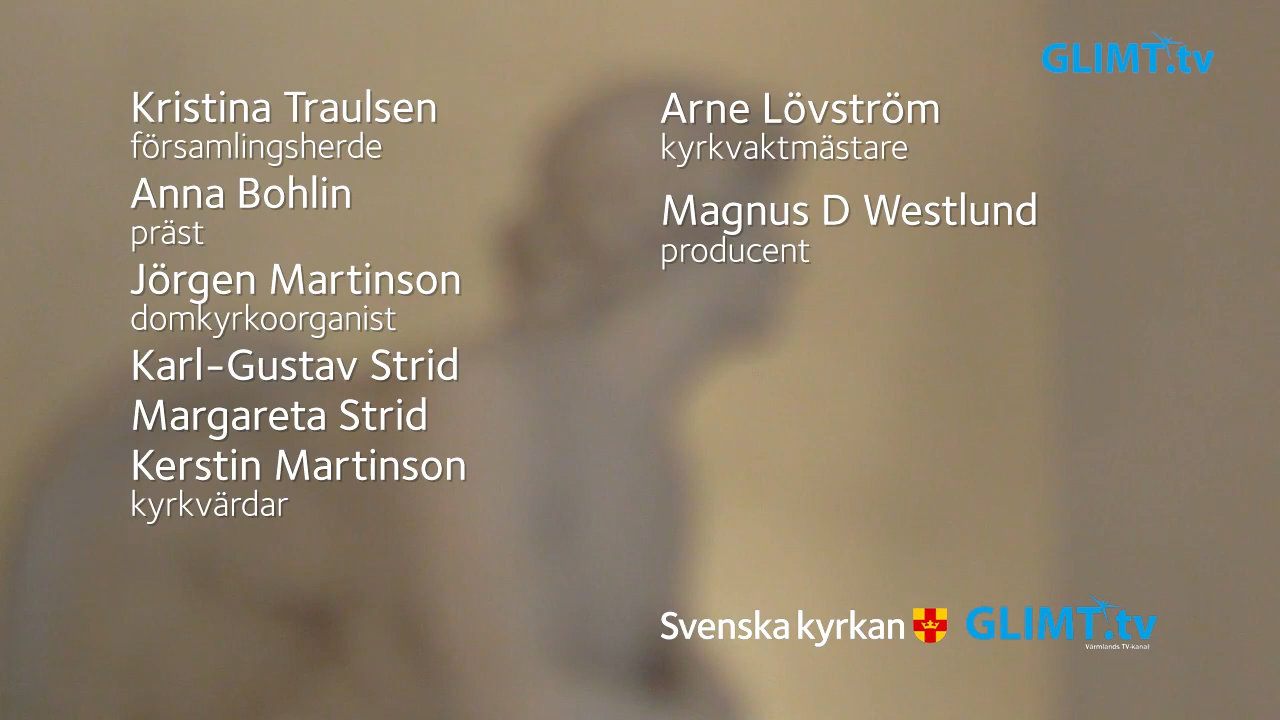 GLIMT.tv
Kristina Traulsen
församlingsherde
Anna Bohlin
präst
Jörgen Martinson
domkyrkoorganist
Karl-Gustav Strid
Margareta Strid
Kerstin Martinson
kyrkvärdar
Arne Lövström
kyrkvaktmästare
Magnus D Westlund
producent
Svenska kyrkan
GLIMT.tv
Värmlands TV-kanal